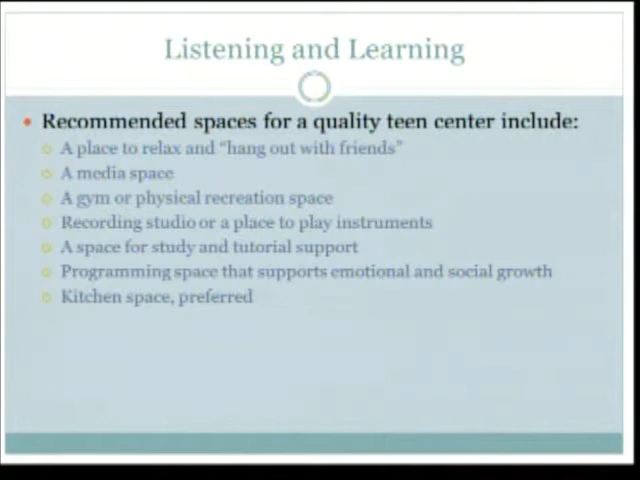 Listening and Learning
Recommended spaces for a quality teen center include:
A place to relax and “hang out with friends”
A media space
A gym or physical recreation space
Recording studio or a place to play instruments
A space for study and tutorial support
Programming space that supports emotional and social growth
Kitchen space, preferred